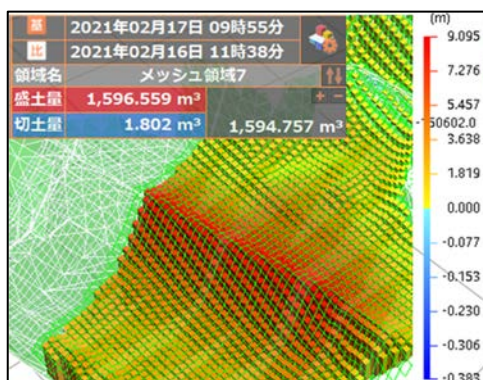 基 2021年02月17日 09時55分
比 2021年02月16日 11時38分
領域名 メッシュ領域7
盛土量 1,596.559 m³
切土量 1.802 m³ 1,594.757 m³
+ −
(m)
9.095
7.276
5.457
-150602.0
3.638
1.819
0.000
-0.077
-0.153
-0.230
-0.306
-0.383